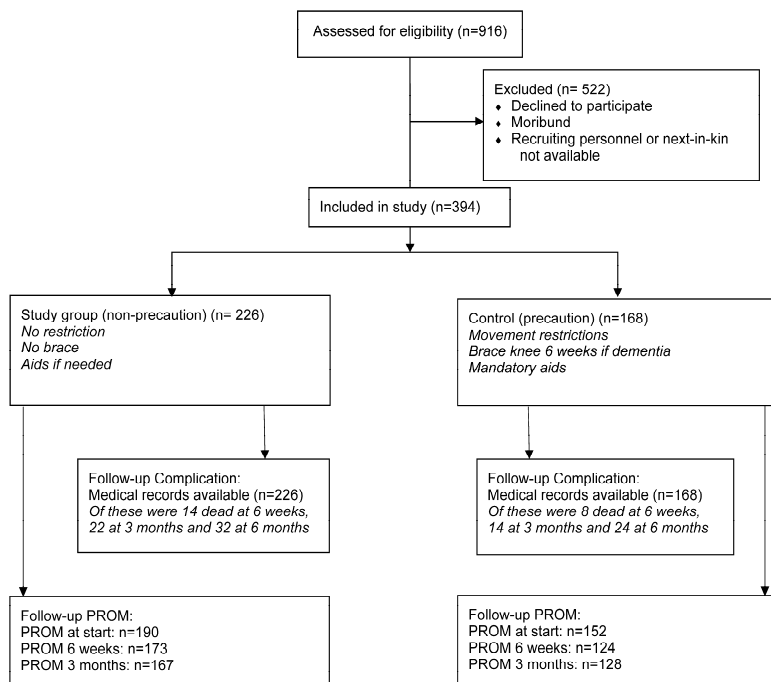 Assessed for eligibility (n=916)
Excluded (n= 522)
♦ Declined to participate
♦ Moribund
♦ Recruiting personnel or next-in-kin
not available
Included in study (n=394)
Study group (non-precaution) (n= 226)
No restriction
No brace
Aids if needed
Control (precaution) (n=168)
Movement restrictions
Brace knee 6 weeks if dementia
Mandatory aids
Follow-up Complication:
Medical records available (n=226)
Of these were 14 dead at 6 weeks,
22 at 3 months and 32 at 6 months
Follow-up Complication:
Medical records available (n=168)
Of these were 8 dead at 6 weeks,
14 at 3 months and 24 at 6 months
Follow-up PROM:
PROM at start: n=190
PROM 6 weeks: n=173
PROM 3 months: n=167
Follow-up PROM:
PROM at start: n=152
PROM 6 weeks: n=124
PROM 3 months: n=128